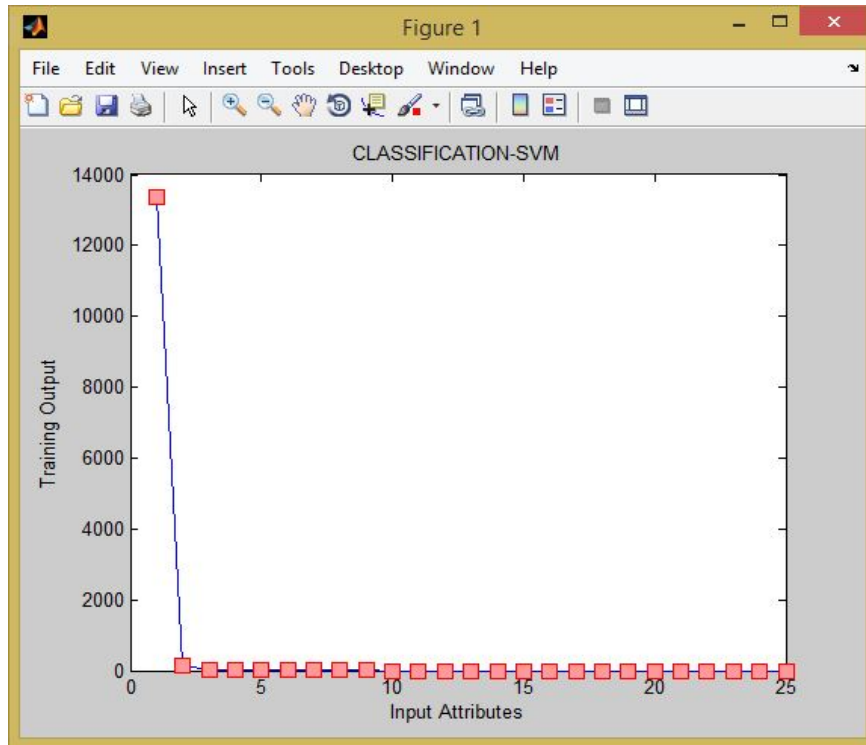 Figure 1
File Edit View Insert Tools Desktop Window Help
CLASSIFICATION-SVM
14000
12000
10000
8000
6000
4000
2000
0
Training Output
0 5 10 15 20 25
Input Attributes